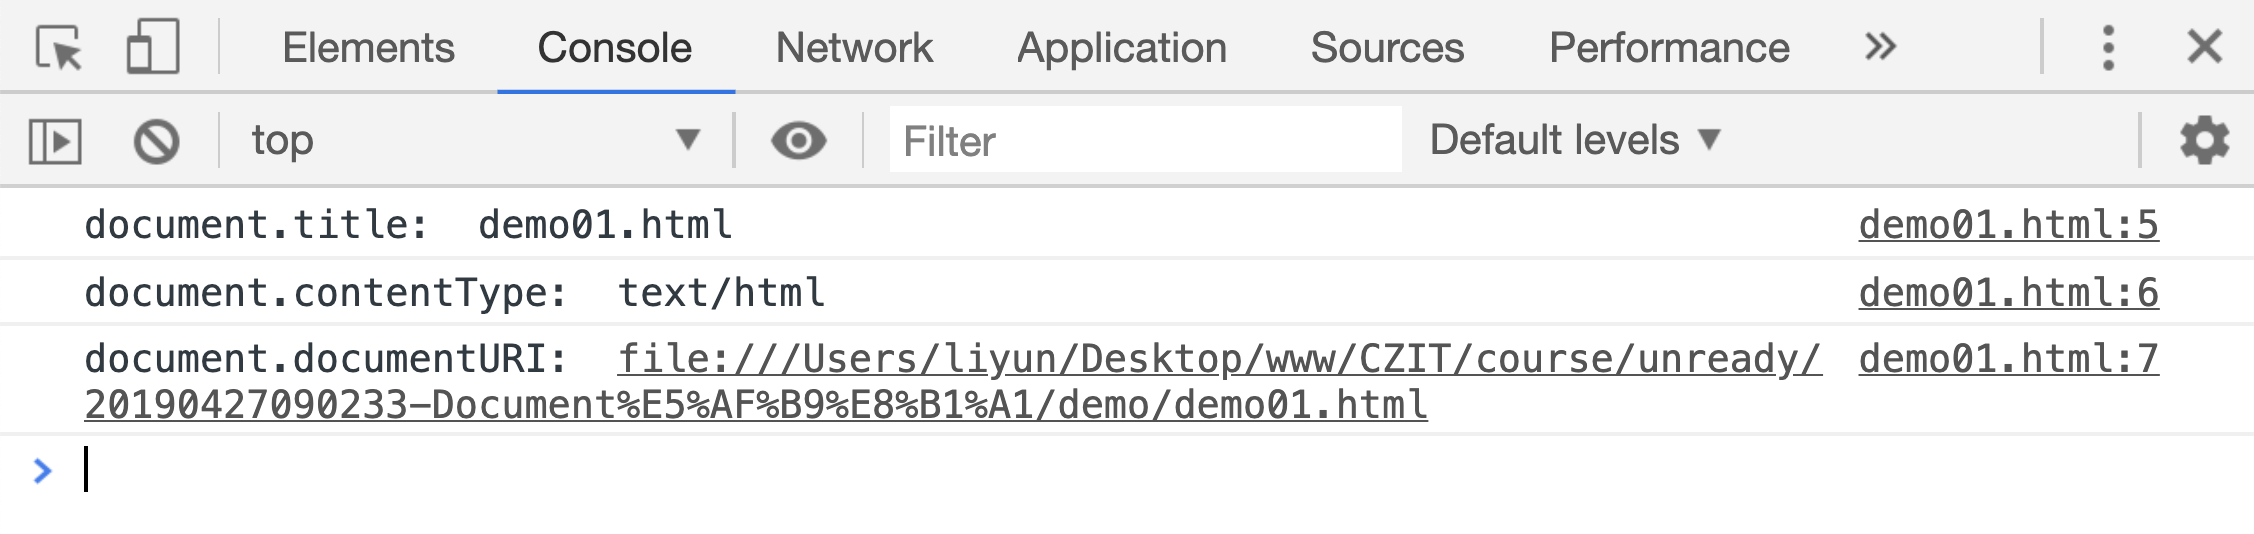 Elements Console Network Application Sources Performance
top Filter Default levels
document.title:  demo01.html demo01.html:5
document.contentType:  text/html demo01.html:6
document.documentURI:  file:///Users/liyun/Desktop/www/CZIT/course/unready/ demo01.html:7
20190427090233-Document%E5%AF%B9%E8%B1%A1/demo/demo01.html